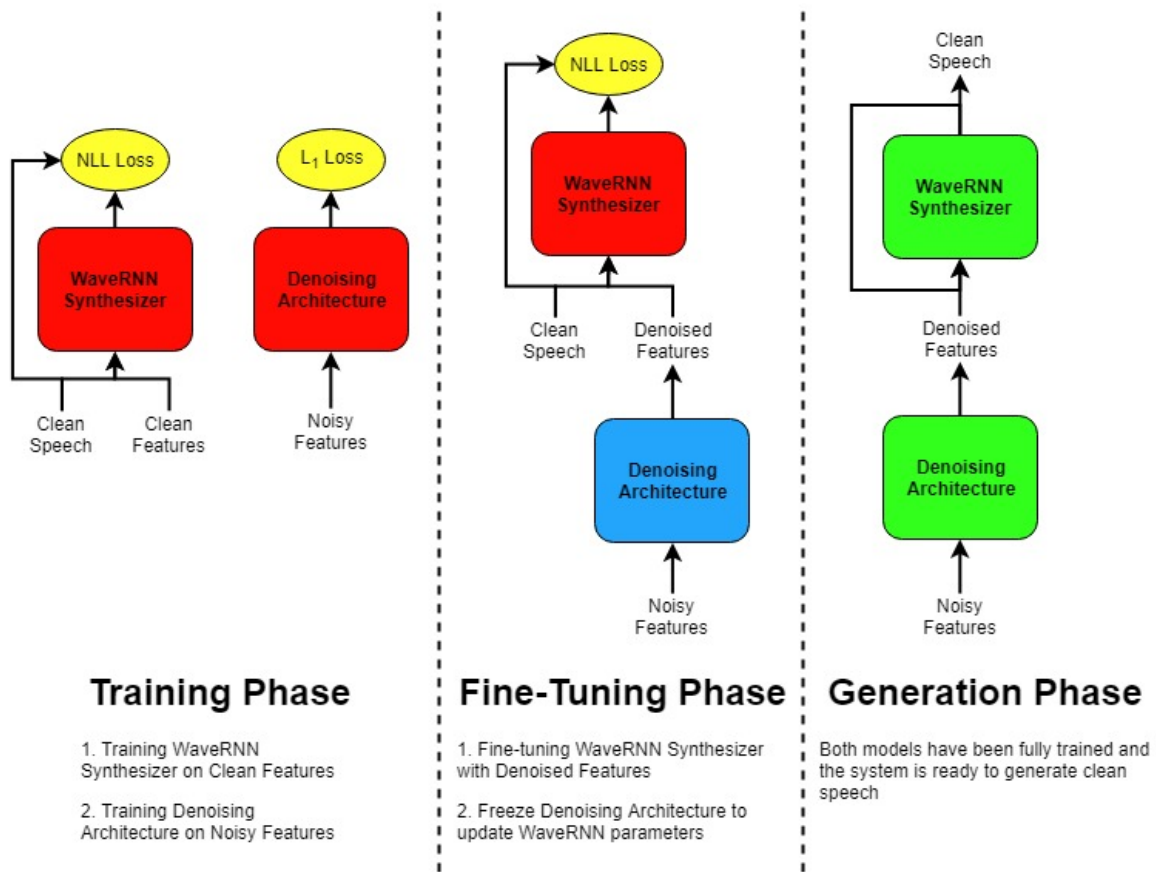 NLL Loss
L1 Loss
WaveRNN
Synthesizer
Denoising
Architecture
Clean
Speech
Clean
Features
Noisy
Features
Training Phase
1. Training WaveRNN
Synthesizer on Clean Features
2. Training Denoising
Architecture on Noisy Features
NLL Loss
WaveRNN
Synthesizer
Clean
Speech
Denoised
Features
Denoising
Architecture
Noisy
Features
Fine-Tuning Phase
1. Fine-tuning WaveRNN Synthesizer
with Denoised Features
2. Freeze Denoising Architecture to
update WaveRNN parameters
Clean
Speech
WaveRNN
Synthesizer
Denoised
Features
Denoising
Architecture
Noisy
Features
Generation Phase
Both models have been fully trained and
the system is ready to generate clean
speech